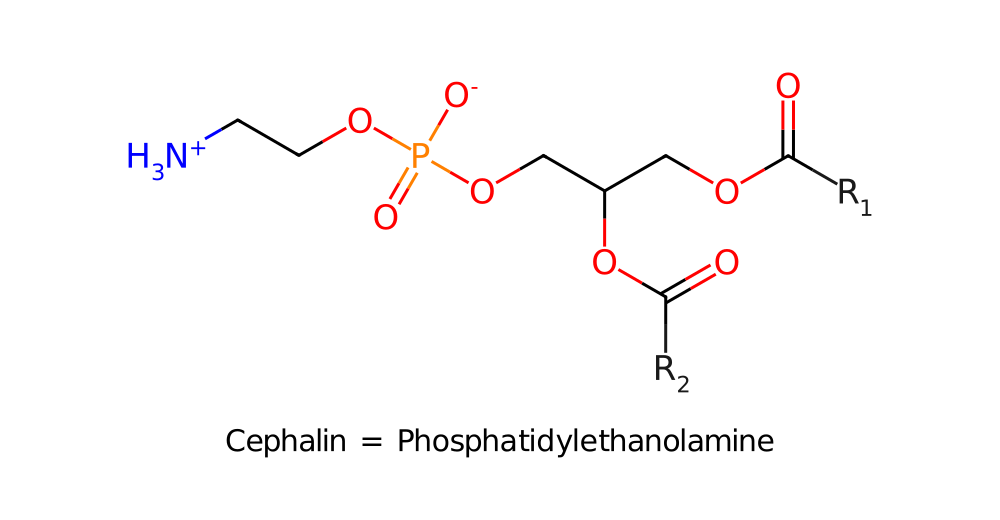 O
O⁻
O
H₃N⁺
P
O
O
R₁
O
O
O
R₂
Cephalin = Phosphatidylethanolamine